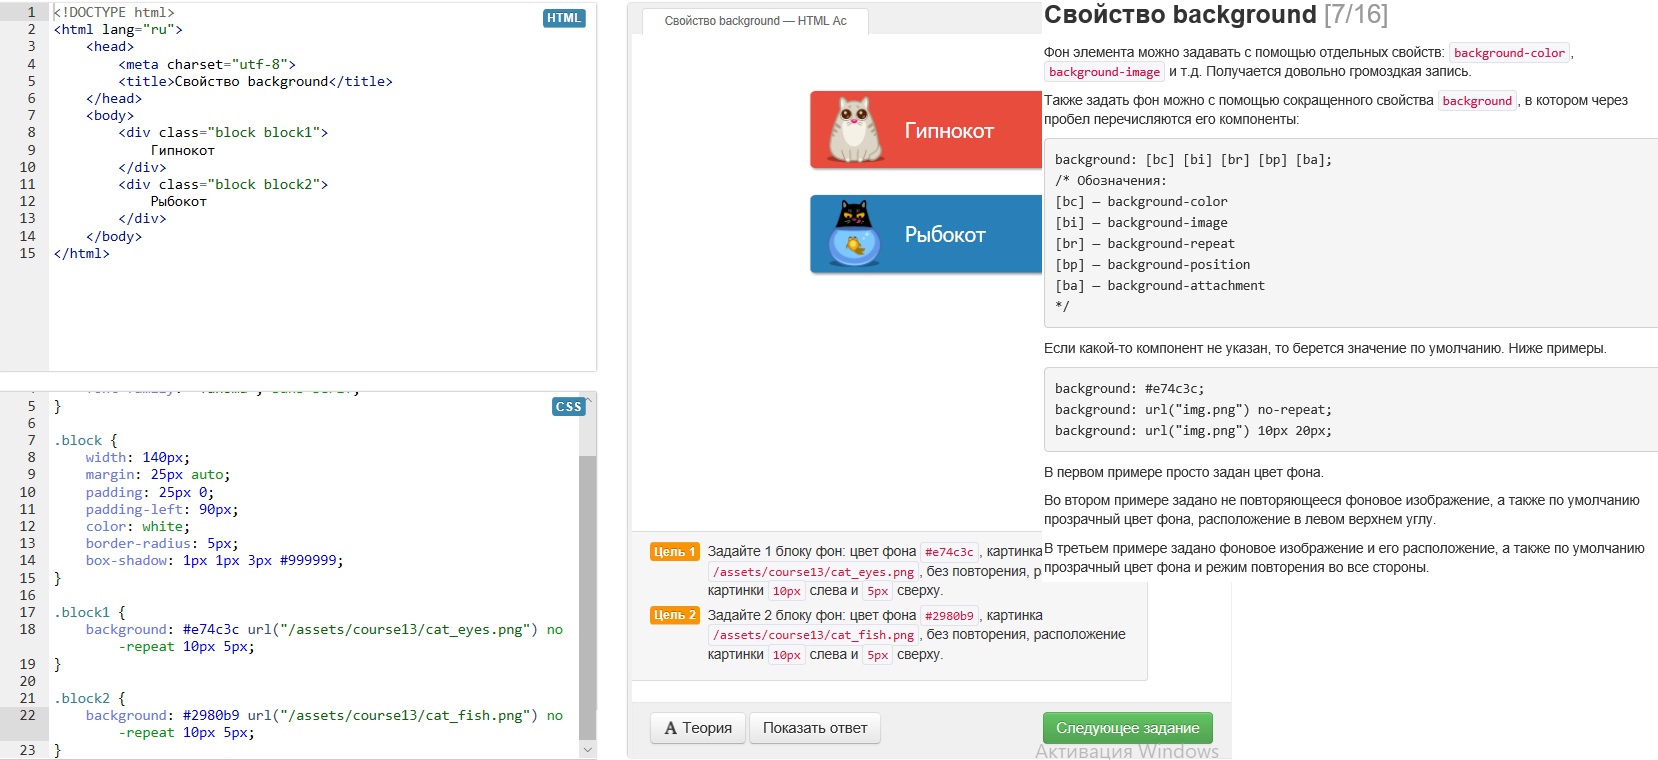 1 <!DOCTYPE html>
HTML
2 <html lang="ru">
3 <head>
4 <meta charset="utf-8">
5 <title>Свойство background</title>
6 </head>
7 <body>
8 <div class="block block1">
9 Гипнокот
10 </div>
11 <div class="block block2">
12 Рыбокот
13 </div>
14 </body>
15 </html>
CSS
5 }
6
7 .block {
8 width: 140px;
9 margin: 25px auto;
10 padding: 25px 0;
11 padding-left: 90px;
12 color: white;
13 border-radius: 5px;
14 box-shadow: 1px 1px 3px #999999;
15 }
16
17 .block1 {
18 background: #e74c3c url("/assets/course13/cat_eyes.png") no
-repeat 10px 5px;
19 }
20
21 .block2 {
22 background: #2980b9 url("/assets/course13/cat_fish.png") no
-repeat 10px 5px;
23 }
Свойство background — HTML Ac
Гипнокот
Рыбокот
Цель 1 Задайте 1 блоку фон: цвет фона #e74c3c, картинка
/assets/course13/cat_eyes.png, без повторения,
картинки 10px слева и 5px сверху.
Цель 2 Задайте 2 блоку фон: цвет фона #2980b9, картинка
/assets/course13/cat_fish.png, без повторения, расположение
картинки 10px слева и 5px сверху.
A Теория
Показать ответ
Следующее задание
Активация Windows
Свойство background [7/16]
Фон элемента можно задавать с помощью отдельных свойств: background-color,
background-image и т.д. Получается довольно громоздкая запись.
Также задать фон можно с помощью сокращенного свойства background, в котором через
пробел перечисляются его компоненты:
background: [bc] [bi] [br] [bp] [ba];
/* Обозначения:
[bc] — background-color
[bi] — background-image
[br] — background-repeat
[bp] — background-position
[ba] — background-attachment
*/
Если какой-то компонент не указан, то берется значение по умолчанию. Ниже примеры.
background: #e74c3c;
background: url("img.png") no-repeat;
background: url("img.png") 10px 20px;
В первом примере просто задан цвет фона.
Во втором примере задано не повторяющееся фоновое изображение, а также по умолчанию
прозрачный цвет фона, расположение в левом верхнем углу.
В третьем примере задано фоновое изображение и его расположение, а также по умолчанию
прозрачный цвет фона и режим повторения во все стороны.